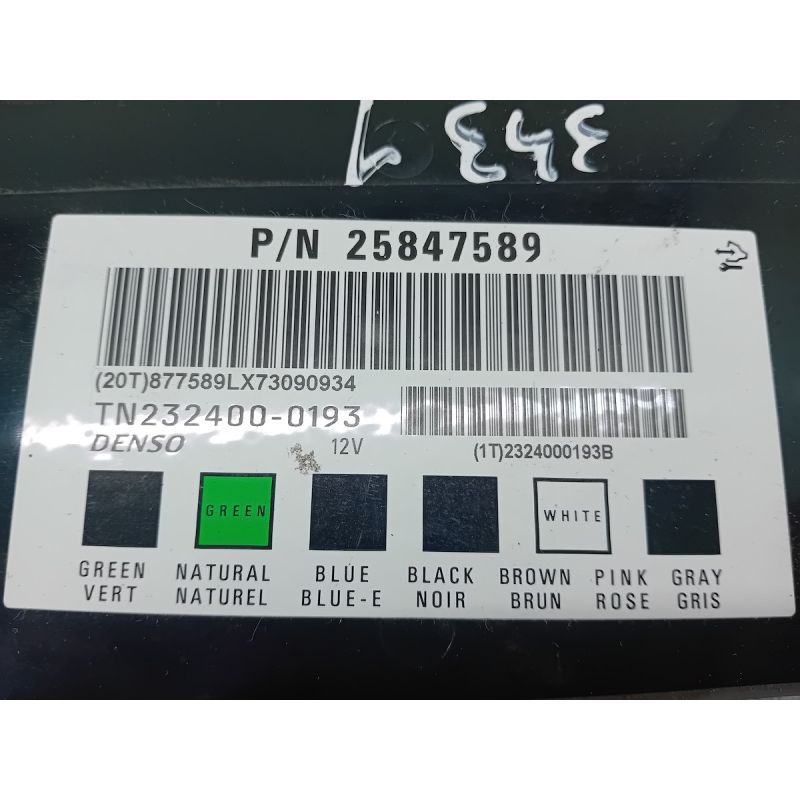 3431
P/N 25847589
(20T)877589LX73090934
TN232400-0193
DENSO 12V
(1T)2324000193B
GREEN WHITE
GREEN NATURAL BLUE BLACK BROWN PINK GRAY
VERT NATUREL BLUE-E NOIR BRUN ROSE GRIS